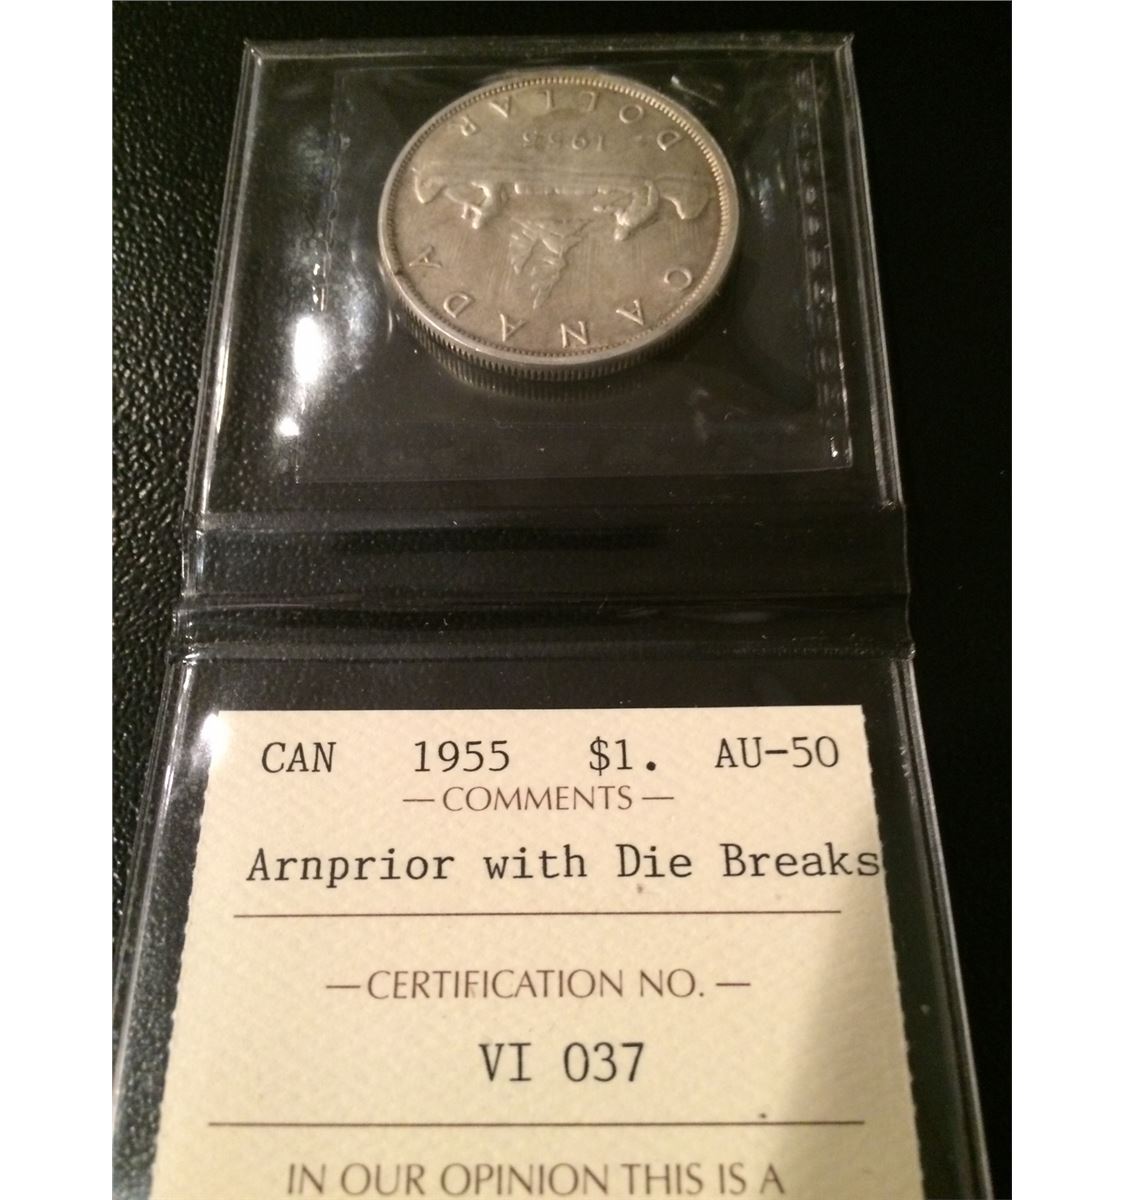 CANADA
1955
DOLLAR
CAN 1955 $1. AU-50
— COMMENTS —
Arnprior with Die Breaks
— CERTIFICATION NO. —
VI 037
IN OUR OPINION THIS IS A